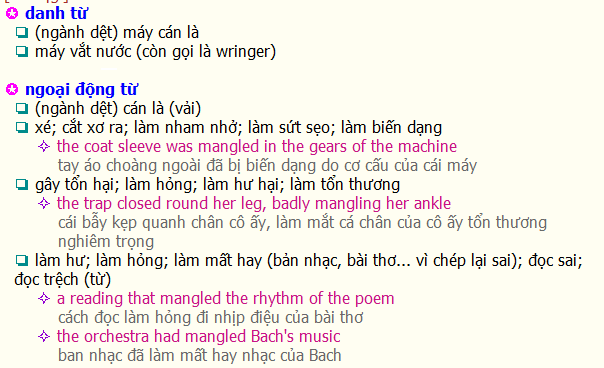 danh từ
(ngành dệt) máy cán là
máy vắt nước (còn gọi là wringer)
ngoại động từ
(ngành dệt) cán là (vải)
xé; cắt xơ ra; làm nham nhở; làm sứt sẹo; làm biến dạng
the coat sleeve was mangled in the gears of the machine
tay áo choàng ngoài đã bị biến dạng do cơ cấu của cái máy
gây tổn hại; làm hỏng; làm hư hại; làm tổn thương
the trap closed round her leg, badly mangling her ankle
cái bẫy kẹp quanh chân cô ấy, làm mắt cá chân của cô ấy tổn thương
nghiêm trọng
làm hư; làm hỏng; làm mất hay (bản nhạc, bài thơ... vì chép lại sai); đọc sai;
đọc trệch (từ)
a reading that mangled the rhythm of the poem
cách đọc làm hỏng đi nhịp điệu của bài thơ
the orchestra had mangled Bach's music
ban nhạc đã làm mất hay nhạc của Bach